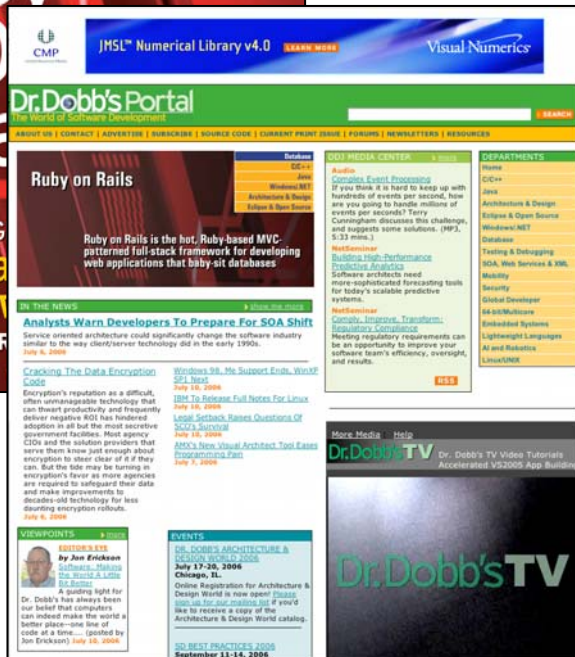 CMP
JMSL™ Numerical Library v4.0
LEARN MORE
Visual Numerics
Dr.Dobb's Portal
The World of Software Development
SEARCH
ABOUT US | CONTACT | ADVERTISE | SUBSCRIBE | SOURCE CODE | CURRENT PRINT ISSUE | FORUMS | NEWSLETTERS | RESOURCES
Ruby on Rails
Database
C/C++
Java
Windows/.NET
Architecture & Design
Eclipse & Open Source
Ruby on Rails is the hot, Ruby-based MVC-
patterned full-stack framework for developing
web applications that baby-sit databases
IN THE NEWS
show me more
Analysts Warn Developers To Prepare For SOA Shift
Service oriented architecture could significantly change the software industry
similar to the way client/server technology did in the early 1990s.
July 6, 2006
Cracking The Data Encryption
Code
Encryption's reputation as a difficult,
often unmanageable technology that
can thwart productivity and frequently
deliver negative ROI has hindered
adoption in all but the most secretive
government facilities. Most agency
CIOs and the solution providers that
serve them know just enough about
encryption to steer clear of it if they
can. But the tide may be turning in
encryption's favor as more agencies
are required to safeguard their data
and make improvements to
decades-old technology for less
daunting encryption rollouts.
July 6, 2006
Windows 98, Me Support Ends, WinXP
SP1 Next
July 10, 2006
IBM To Release Full Notes For Linux
July 10, 2006
Legal Setback Raises Questions Of
SCO's Survival
July 10, 2006
AMX's New Visual Architect Tool Eases
Programming Pain
July 7, 2006
VIEWPOINTS
more
EDITOR'S EYE
by Jon Erickson
Software: Making
the World A Little
Bit Better
A guiding light for
Dr. Dobb's has always been
our belief that computers
can indeed make the world a
better place--one line of
code at a time.... (posted by
Jon Erickson) July 10, 2006
EVENTS
DR. DOBB'S ARCHITECTURE &
DESIGN WORLD 2006
July 17-20, 2006
Chicago, IL.
Online Registration for Architecture &
Design World is now open! Please
sign up for our mailing list if you'd
like to receive a copy of the
Architecture & Design World catalog.
SD BEST PRACTICES 2006
September 11-14, 2006
DDJ MEDIA CENTER
more
Audio
Complex Event Processing
If you think it is hard to keep up with
hundreds of events per second, how
are you going to handle millions of
events per seconds? Terry
Cunningham discusses this challenge,
and suggests some solutions. (MP3,
5:33 mins.)
NetSeminar
Building High-Performance
Predictive Analytics
Software architects need
more-sophisticated forecasting tools
for today's scalable predictive
systems.
NetSeminar
Comply, Improve, Transform:
Regulatory Compliance
Meeting regulatory requirements can
be an opportunity to improve your
software team's efficiency, oversight,
and results.
RSS
DEPARTMENTS
Home
C/C++
Java
Architecture & Design
Eclipse & Open Source
Windows/.NET
Database
Testing & Debugging
SOA, Web Services & XML
Mobility
Security
Global Developer
64-bit/Multicore
Embedded Systems
Lightweight Languages
AI and Robotics
Linux/UNIX
More Media Help
Dr.Dobb'sTV Dr. Dobb's TV Video Tutorials
Accelerated VS2005 App Building
Dr.Dobb'sTV